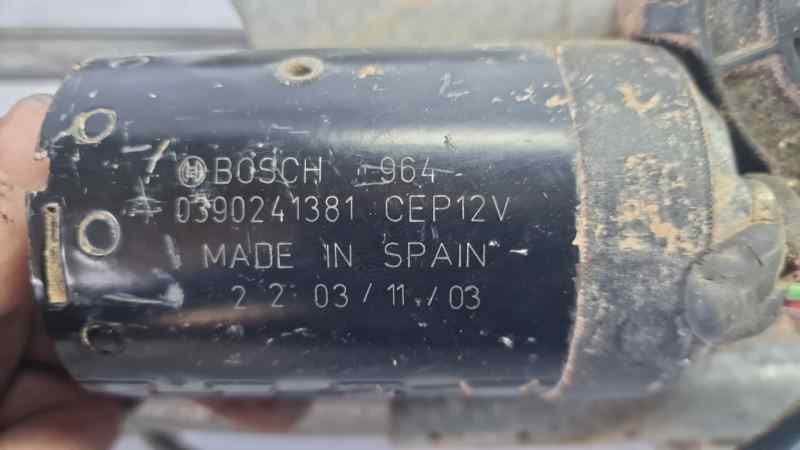 BOSCH 964
0390241381 CEP12V
MADE IN SPAIN
2 2 03/11/03